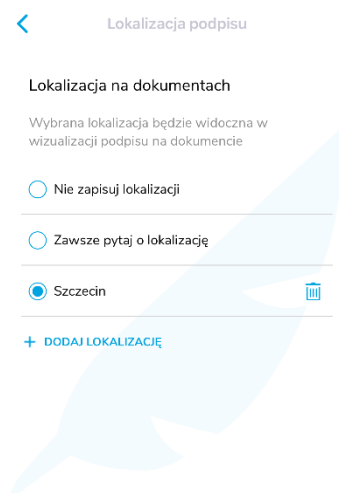 Lokalizacja podpisu
Lokalizacja na dokumentach
Wybrana lokalizacja będzie widoczna w
wizualizacji podpisu na dokumencie
Nie zapisuj lokalizacji
Zawsze pytaj o lokalizację
Szczecin
+ DODAJ LOKALIZACJĘ